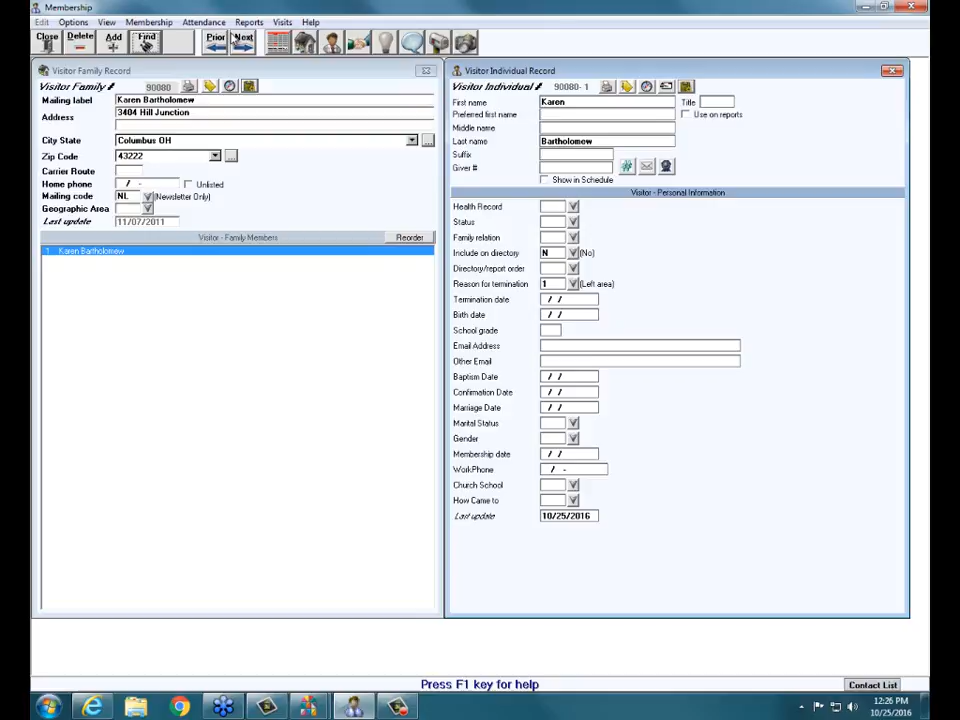 Membership
Edit Options View Membership Attendance Reports Visits Help
Close Delete Add Find Prior Next
Visitor Family Record
Visitor Family # 90080
Mailing label Karen Bartholomew
Address 3404 Hill Junction
City State Columbus OH
Zip Code 43222
Carrier Route
Home phone / - Unlisted
Mailing code NL (Newsletter Only)
Geographic Area
Last update 11/07/2011
Visitor - Family Members Reorder
1 Karen Bartholomew
Visitor Individual Record
Visitor Individual # 90080- 1
First name Karen Title
Preferred first name Use on reports
Middle name
Last name Bartholomew
Suffix
Giver #
Show in Schedule
Visitor - Personal Information
Health Record
Status
Family relation
Include on directory N (No)
Directory/report order
Reason for termination 1 (Left area)
Termination date / /
Birth date / /
School grade
Email Address
Other Email
Baptism Date / /
Confirmation Date / /
Marriage Date / /
Marital Status
Gender
Membership date / /
WorkPhone / -
Church School
How Came to
Last update 10/25/2016
Press F1 key for help
Contact List
12:26 PM
10/25/2016